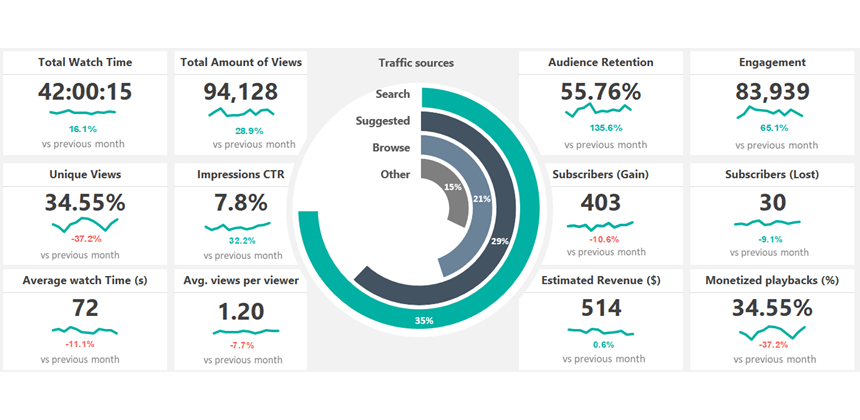 Total Watch Time
42:00:15
16.1%
vs previous month
Total Amount of Views
94,128
28.9%
vs previous month
Unique Views
34.55%
-37.2%
vs previous month
Impressions CTR
7.8%
32.2%
vs previous month
Average watch Time (s)
72
-11.1%
vs previous month
Avg. views per viewer
1.20
-7.7%
vs previous month
Traffic sources
Search
Suggested
Browse
Other
15%
21%
29%
35%
Audience Retention
55.76%
135.6%
vs previous month
Engagement
83,939
65.1%
vs previous month
Subscribers (Gain)
403
-10.6%
vs previous month
Subscribers (Lost)
30
-9.1%
vs previous month
Estimated Revenue ($)
514
0.6%
vs previous month
Monetized playbacks (%)
34.55%
-37.2%
vs previous month